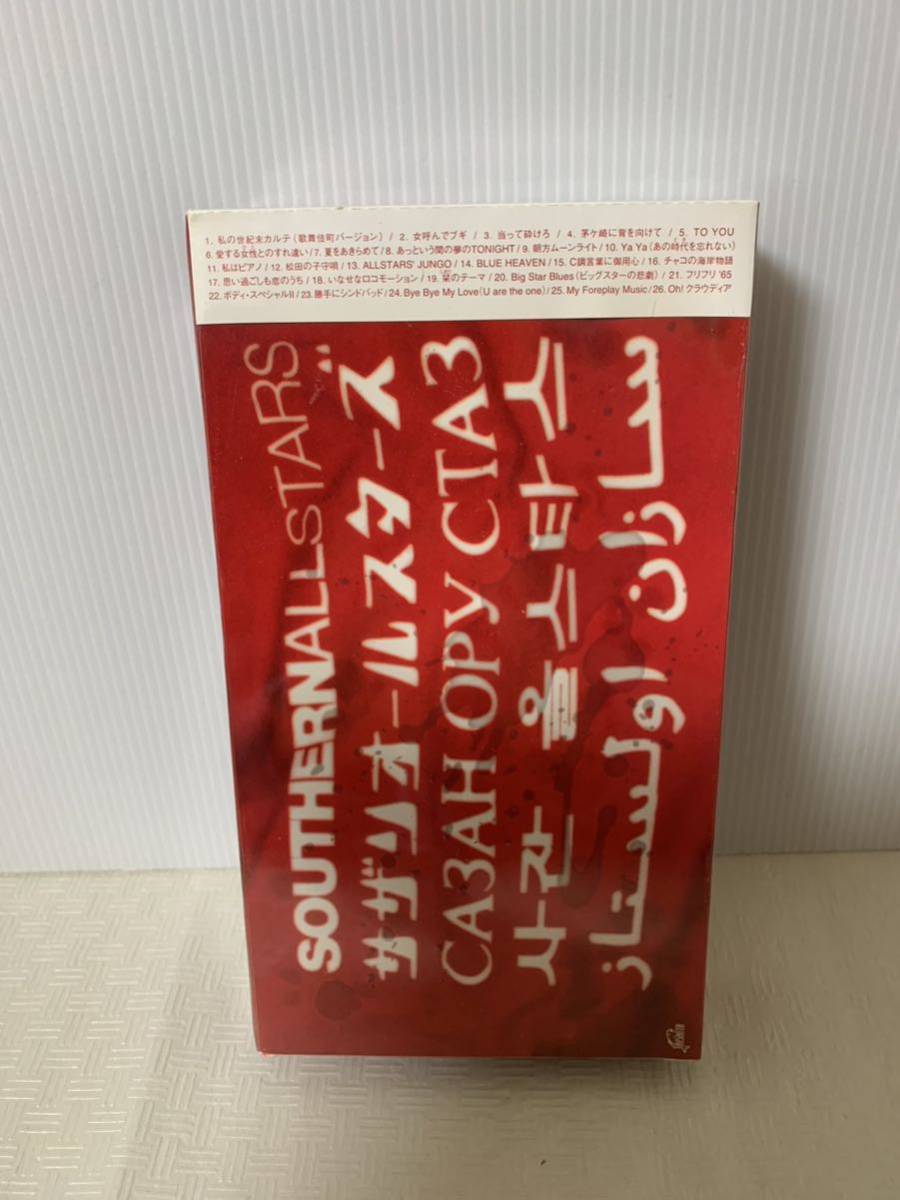 1. 私の世紀末カルテ(歌舞伎町バージョン) / 2. 女呼んでブギ / 3. 当って砕けろ / 4. 茅ケ崎に背を向けて / 5. TO YOU
6. 愛する女性とのすれ違い / 7. 夏をあきらめて / 8. あっという間の夢のTONIGHT / 9. 朝方ムーンライト / 10. Ya Ya(あの時代を忘れない)
11. 私はピアノ / 12. 松田の子守唄 / 13. ALLSTARS' JUNGO / 14. BLUE HEAVEN / 15. C調言葉に御用心 / 16. チャコの海岸物語
17. 思い過ごしも恋のうち / 18. いなせなロコモーション / 19. 栞のテーマ / 20. Big Star Blues(ビッグスターの悲劇) / 21. フリフリ '65
22. ボディ・スペシャルII / 23. 勝手にシンドバッド / 24. Bye Bye My Love(U are the one) / 25. My Foreplay Music / 26. Oh! クラウディア
SOUTHERNALLSTARS
サザンオールスターズ
САЗАН ОРУ СТАЗ
사잔 올 스타 스
سازان اولستارز